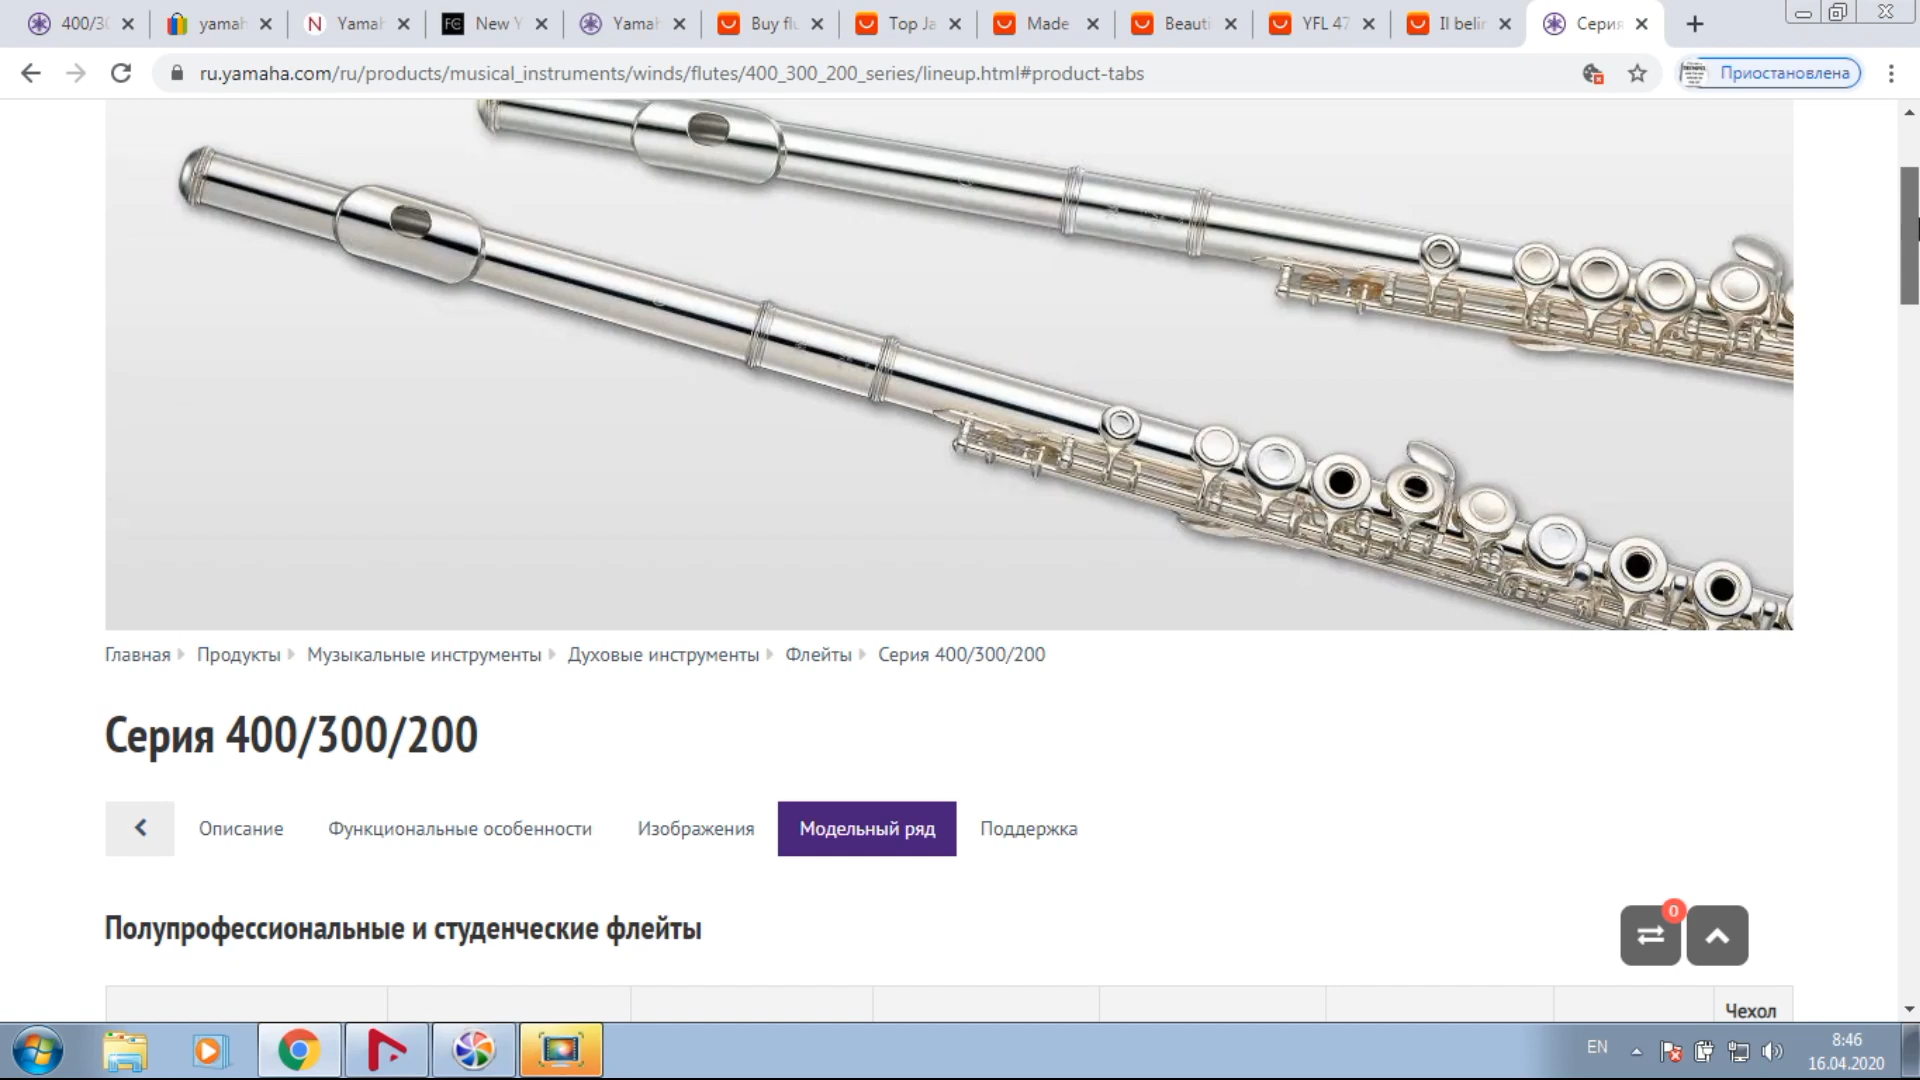 400/30
yamah
Yamah
New Y
Yamah
Buy flu
Top Ja
Made
Beauti
YFL 47
Il belir
Серия
ru.yamaha.com/ru/products/musical_instruments/winds/flutes/400_300_200_series/lineup.html#product-tabs
Приостановлена
Главная Продукты Музыкальные инструменты Духовые инструменты Флейты Серия 400/300/200
Серия 400/300/200
Описание Функциональные особенности Изображения Модельный ряд Поддержка
Полупрофессиональные и студенческие флейты
0
Чехол
EN
8:46
16.04.2020